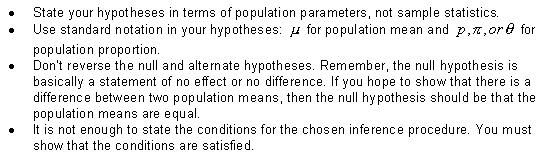 • State your hypotheses in terms of population parameters, not sample statistics.
• Use standard notation in your hypotheses: μ for population mean and p,π,or θ for
population proportion.
• Don't reverse the null and alternate hypotheses. Remember, the null hypothesis is
basically a statement of no effect or no difference. If you hope to show that there is a
difference between two population means, then the null hypothesis should be that the
population means are equal.
• It is not enough to state the conditions for the chosen inference procedure. You must
show that the conditions are satisfied.